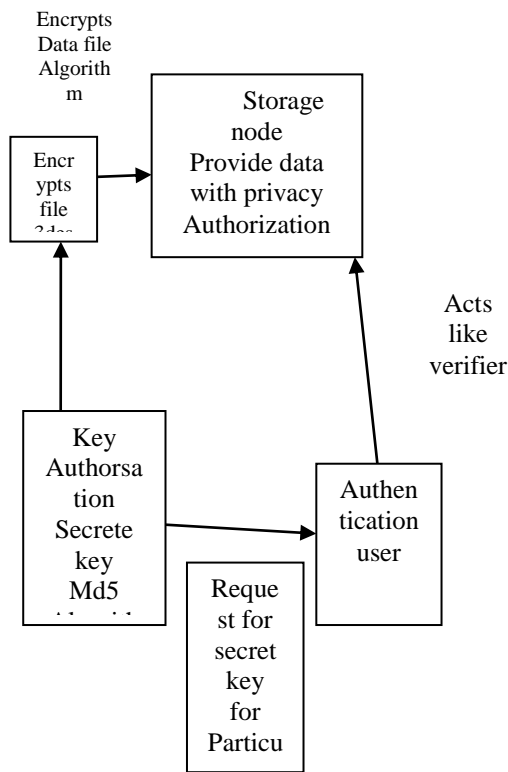 Encrypts
Data file
Algorith
m
Storage
node
Provide data
with privacy
Authorization
Encr
ypts
file
3des
Acts
like
verifier
Key
Authorsa
tion
Secrete
key
Md5
Authen
tication
user
Reque
st for
secret
key
for
Particu